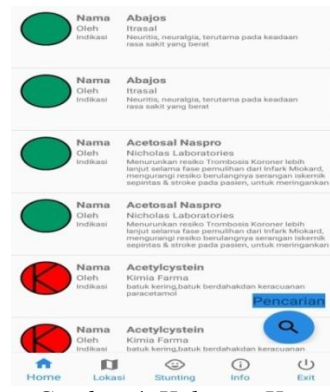 Nama Abajos
Oleh Itrasal
Indikasi Neuritis, neuralgia, terutama pada keadaan
rasa sakit yang berat
Nama Abajos
Oleh Itrasal
Indikasi Neuritis, neuralgia, terutama pada keadaan
rasa sakit yang berat
Nama Acetosal Naspro
Oleh Nicholas Laboratories
Indikasi Menurunkan resiko Trombosis Koroner lebih
lanjut selama fase pemulihan dari Infark Miokard,
mengurangi resiko berulangnya serangan iskemik
sepintas & stroke pada pasien, untuk meringankan
Nama Acetosal Naspro
Oleh Nicholas Laboratories
Indikasi Menurunkan resiko Trombosis Koroner lebih
lanjut selama fase pemulihan dari Infark Miokard,
mengurangi resiko berulangnya serangan iskemik
sepintas & stroke pada pasien, untuk meringankan
Nama Acetylcystein
Oleh Kimia Farma
Indikasi batuk kering,batuk berdahakdan keracunan
paracetamol
Pencarian
Nama Acetylcystein
Oleh Kimia Farma
Indikasi batuk kering,batuk berdahakdan keracunan
Home Lokasi Stunting Info Exit